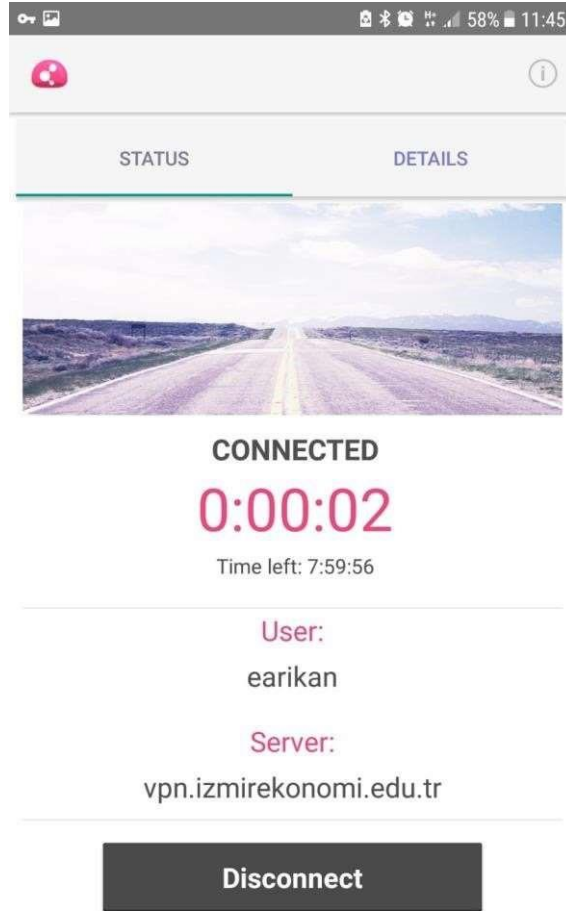 H+ 58% 11:45
STATUS DETAILS
CONNECTED
0:00:02
Time left: 7:59:56
User:
earikan
Server:
vpn.izmirekonomi.edu.tr
Disconnect